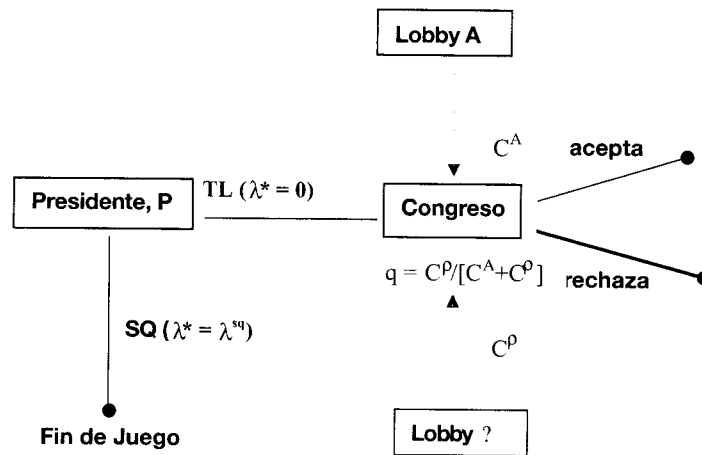 Lobby A
C^A
acepta
TL (λ* = 0)
Presidente, P
Congreso
q = C^ρ/[C^A+C^ρ]
rechaza
SQ (λ* = λ^sq)
C^ρ
Fin de Juego
Lobby ?